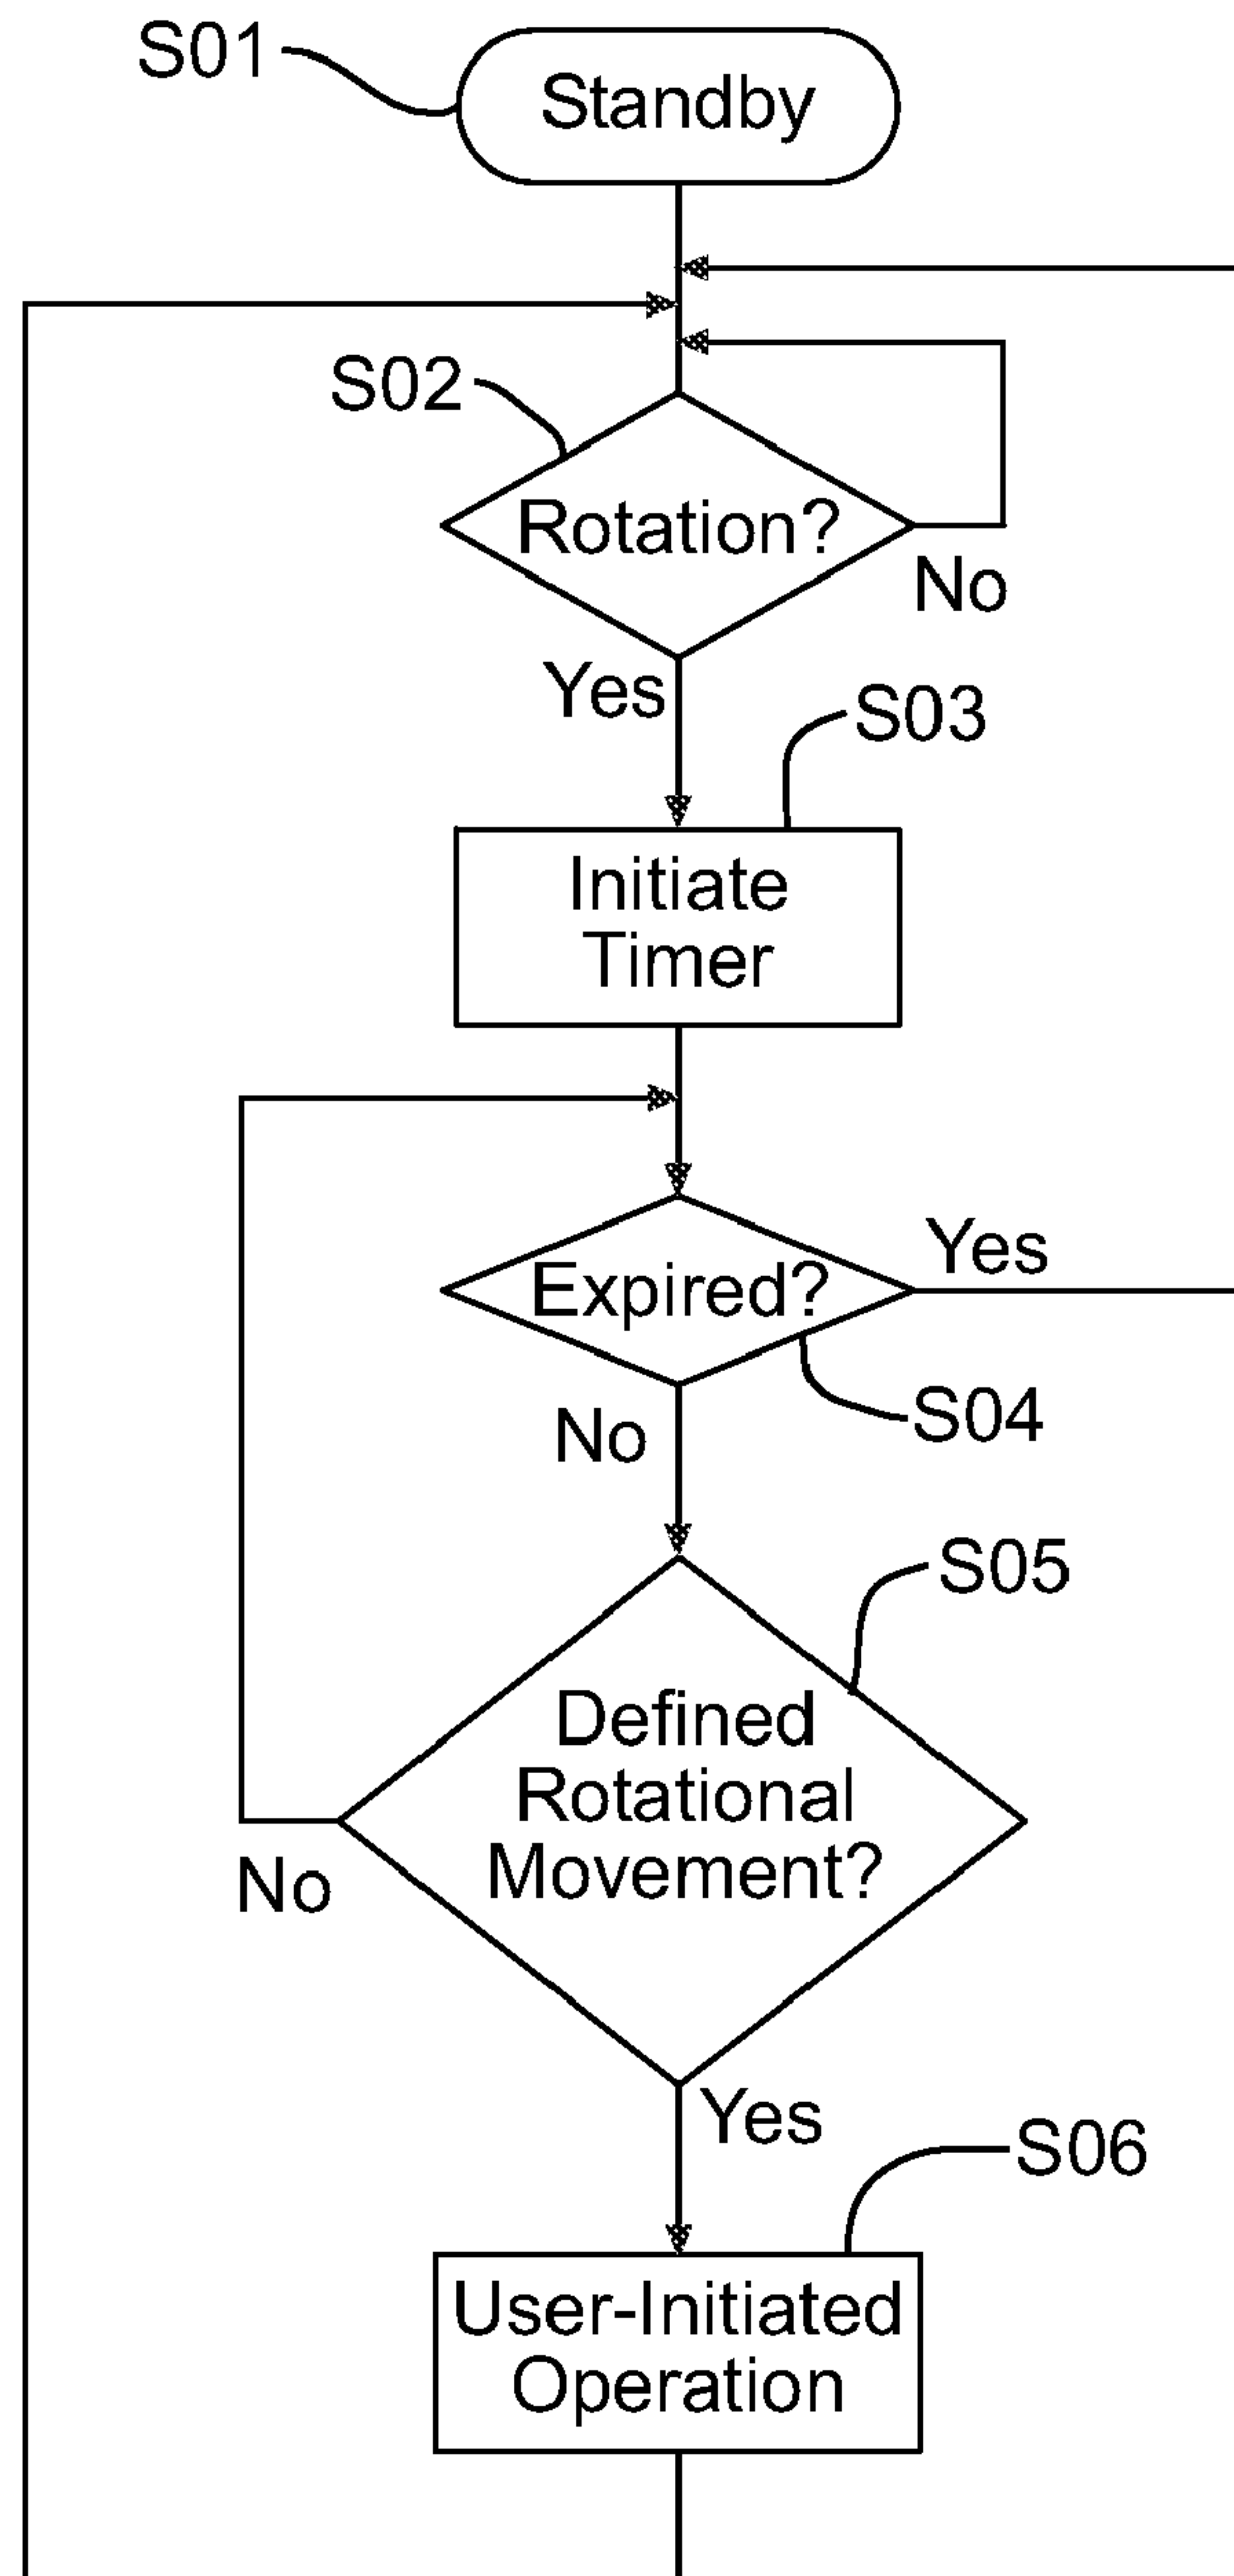 S01
Standby
S02
Rotation?
No
Yes
S03
Initiate
Timer
Expired?
Yes
No
S04
S05
Defined
Rotational
Movement?
No
Yes
S06
User-Initiated
Operation